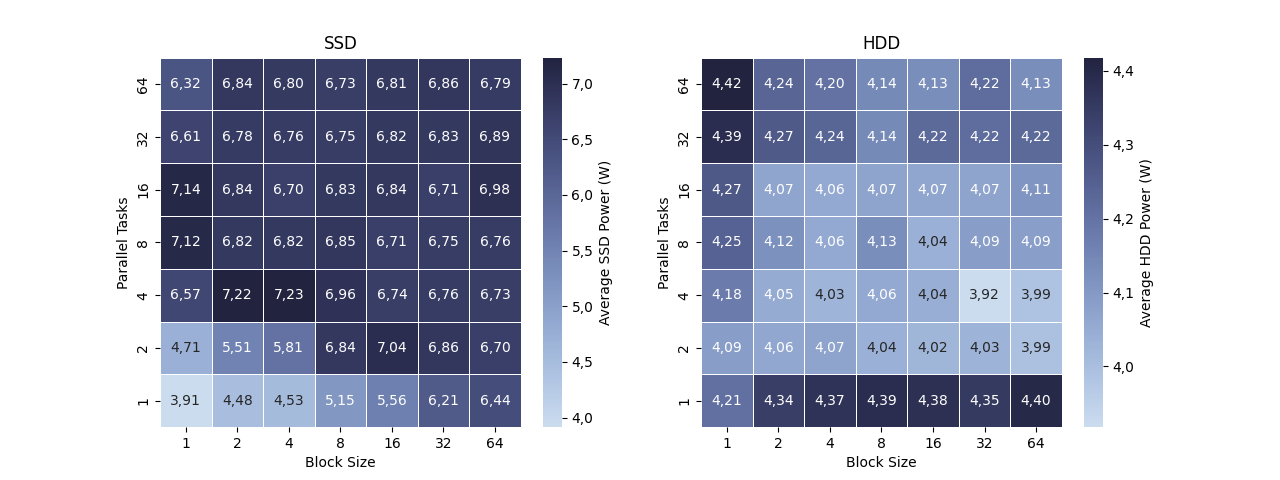 SSD
Parallel Tasks
64 6,32 6,84 6,80 6,73 6,81 6,86 6,79
32 6,61 6,78 6,76 6,75 6,82 6,83 6,89
16 7,14 6,84 6,70 6,83 6,84 6,71 6,98
8 7,12 6,82 6,82 6,85 6,71 6,75 6,76
4 6,57 7,22 7,23 6,96 6,74 6,76 6,73
2 4,71 5,51 5,81 6,84 7,04 6,86 6,70
1 3,91 4,48 4,53 5,15 5,56 6,21 6,44
1 2 4 8 16 32 64
Block Size
7,0
6,5
6,0
5,5
5,0
4,5
4,0
Average SSD Power (W)
HDD
Parallel Tasks
64 4,42 4,24 4,20 4,14 4,13 4,22 4,13
32 4,39 4,27 4,24 4,14 4,22 4,22 4,22
16 4,27 4,07 4,06 4,07 4,07 4,07 4,11
8 4,25 4,12 4,06 4,13 4,04 4,09 4,09
4 4,18 4,05 4,03 4,06 4,04 3,92 3,99
2 4,09 4,06 4,07 4,04 4,02 4,03 3,99
1 4,21 4,34 4,37 4,39 4,38 4,35 4,40
1 2 4 8 16 32 64
Block Size
4,4
4,3
4,2
4,1
4,0
Average HDD Power (W)